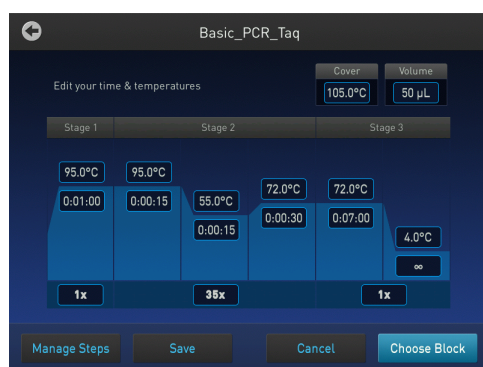 Basic_PCR_Taq
Edit your time & temperatures
Cover
Volume
105.0°C
50 µL
Stage 1
Stage 2
Stage 3
95.0°C
0:01:00
95.0°C
0:00:15
55.0°C
0:00:15
72.0°C
0:00:30
72.0°C
0:07:00
4.0°C
∞
1x
35x
1x
Manage Steps
Save
Cancel
Choose Block